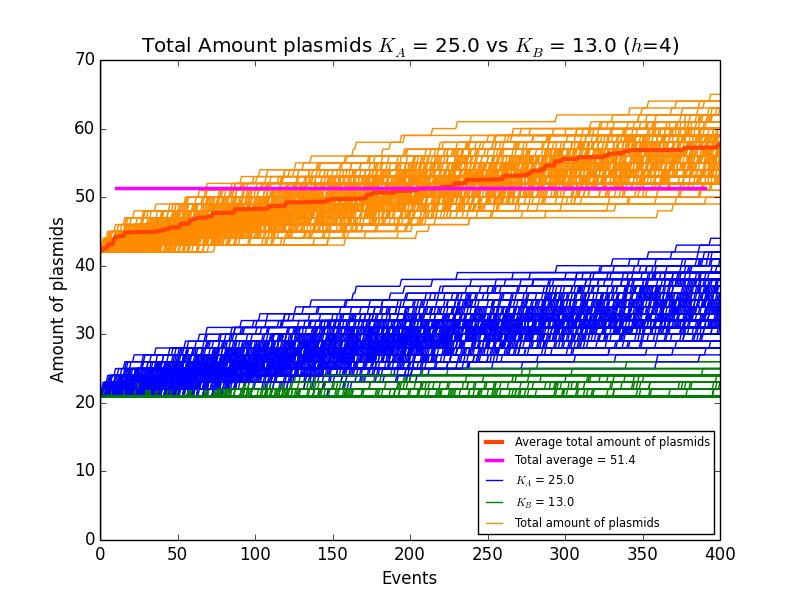 Total Amount plasmids K_A = 25.0 vs K_B = 13.0 (h=4)
70
60
50
40
30
20
10
0
Amount of plasmids
Average total amount of plasmids
Total average = 51.4
K_A = 25.0
K_B = 13.0
Total amount of plasmids
0 50 100 150 200 250 300 350 400
Events